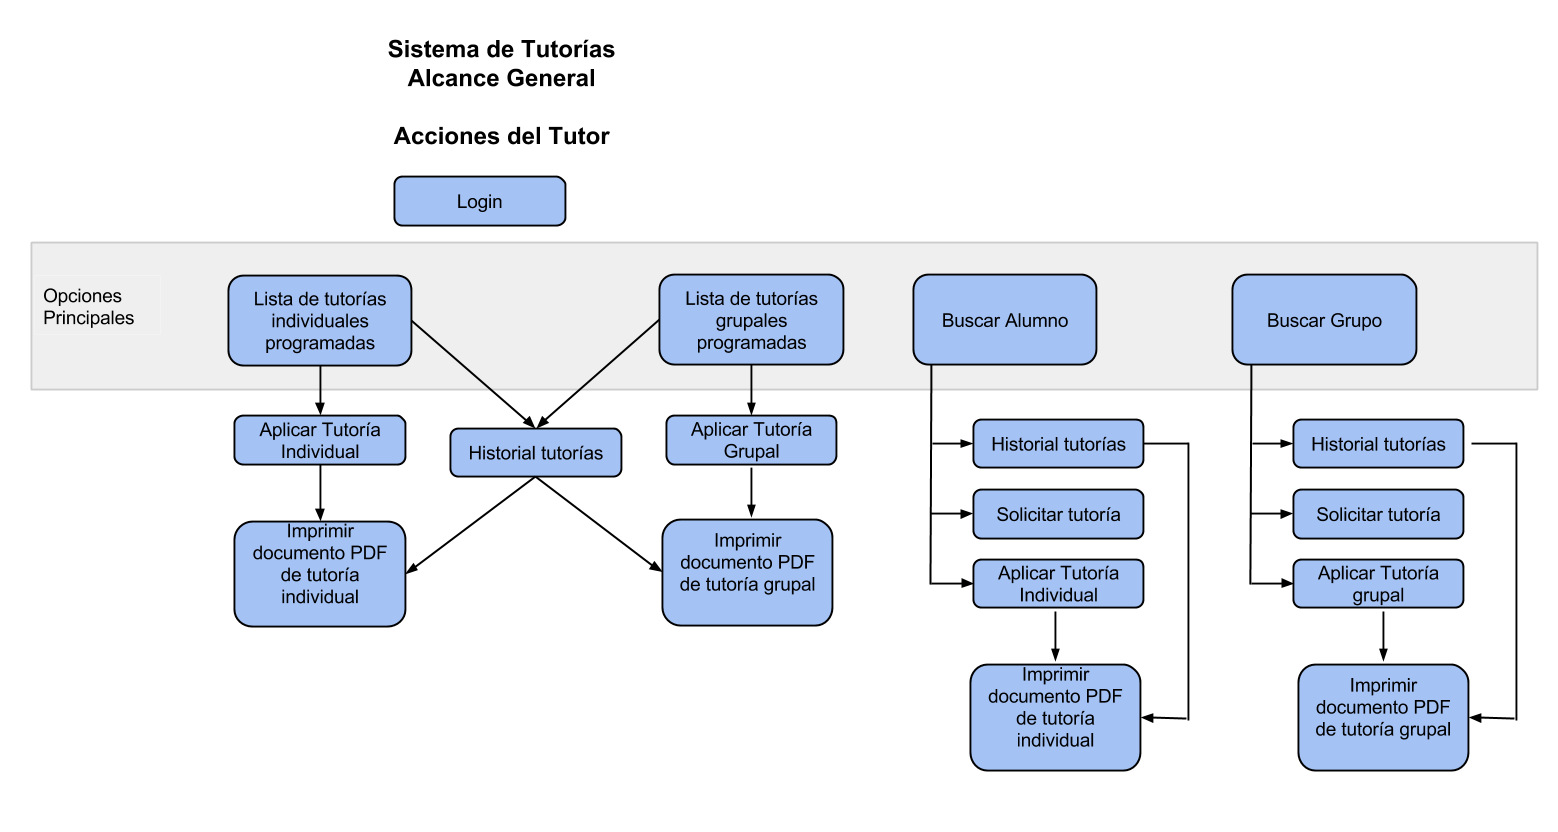 Sistema de Tutorías
Alcance General
Acciones del Tutor
Login
Opciones
Principales
Lista de tutorías
individuales
programadas
Lista de tutorías
grupales
programadas
Buscar Alumno
Buscar Grupo
Aplicar Tutoría
Individual
Historial tutorías
Aplicar Tutoría
Grupal
Historial tutorías
Historial tutorías
Solicitar tutoría
Solicitar tutoría
Imprimir
documento PDF
de tutoría
individual
Imprimir
documento PDF
de tutoría grupal
Aplicar Tutoría
Individual
Aplicar Tutoría
grupal
Imprimir
documento PDF
de tutoría
individual
Imprimir
documento PDF
de tutoría grupal